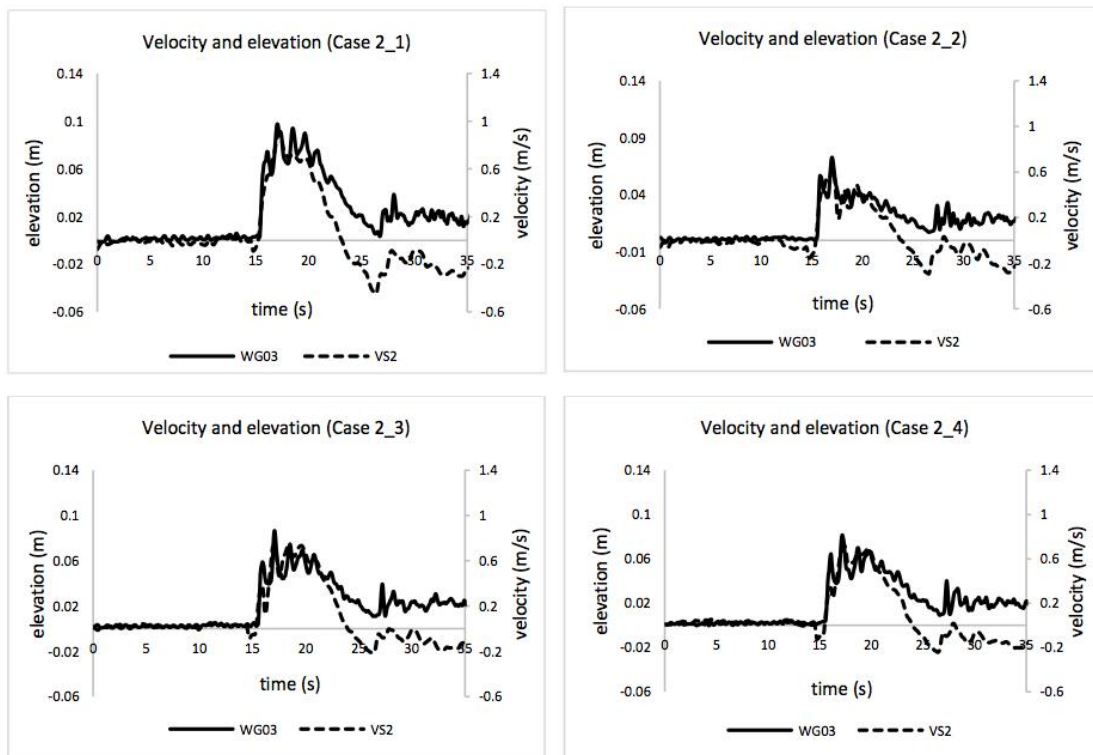 Velocity and elevation (Case 2_1)
0.14
0.1
0.06
0.02
-0.02
-0.06
elevation (m)
1.4
1
0.6
0.2
-0.2
-0.6
velocity (m/s)
0 5 10 15 20 25 30 35
time (s)
WG03 VS2
Velocity and elevation (Case 2_2)
0.14
0.09
0.04
-0.01
-0.06
elevation (m)
1.4
1
0.6
0.2
-0.2
-0.6
velocity (m/s)
0 5 10 15 20 25 30 35
time (s)
WG03 VS2
Velocity and elevation (Case 2_3)
0.14
0.1
0.06
0.02
-0.02
-0.06
elevation (m)
1.4
1
0.6
0.2
-0.2
-0.6
velocity (m/s)
0 5 10 15 20 25 30 35
time (s)
WG03 VS2
Velocity and elevation (Case 2_4)
0.14
0.1
0.06
0.02
-0.02
-0.06
elevation (m)
1.4
1
0.6
0.2
-0.2
-0.6
velocity (m/s)
0 5 10 15 20 25 30 35
time (s)
WG03 VS2